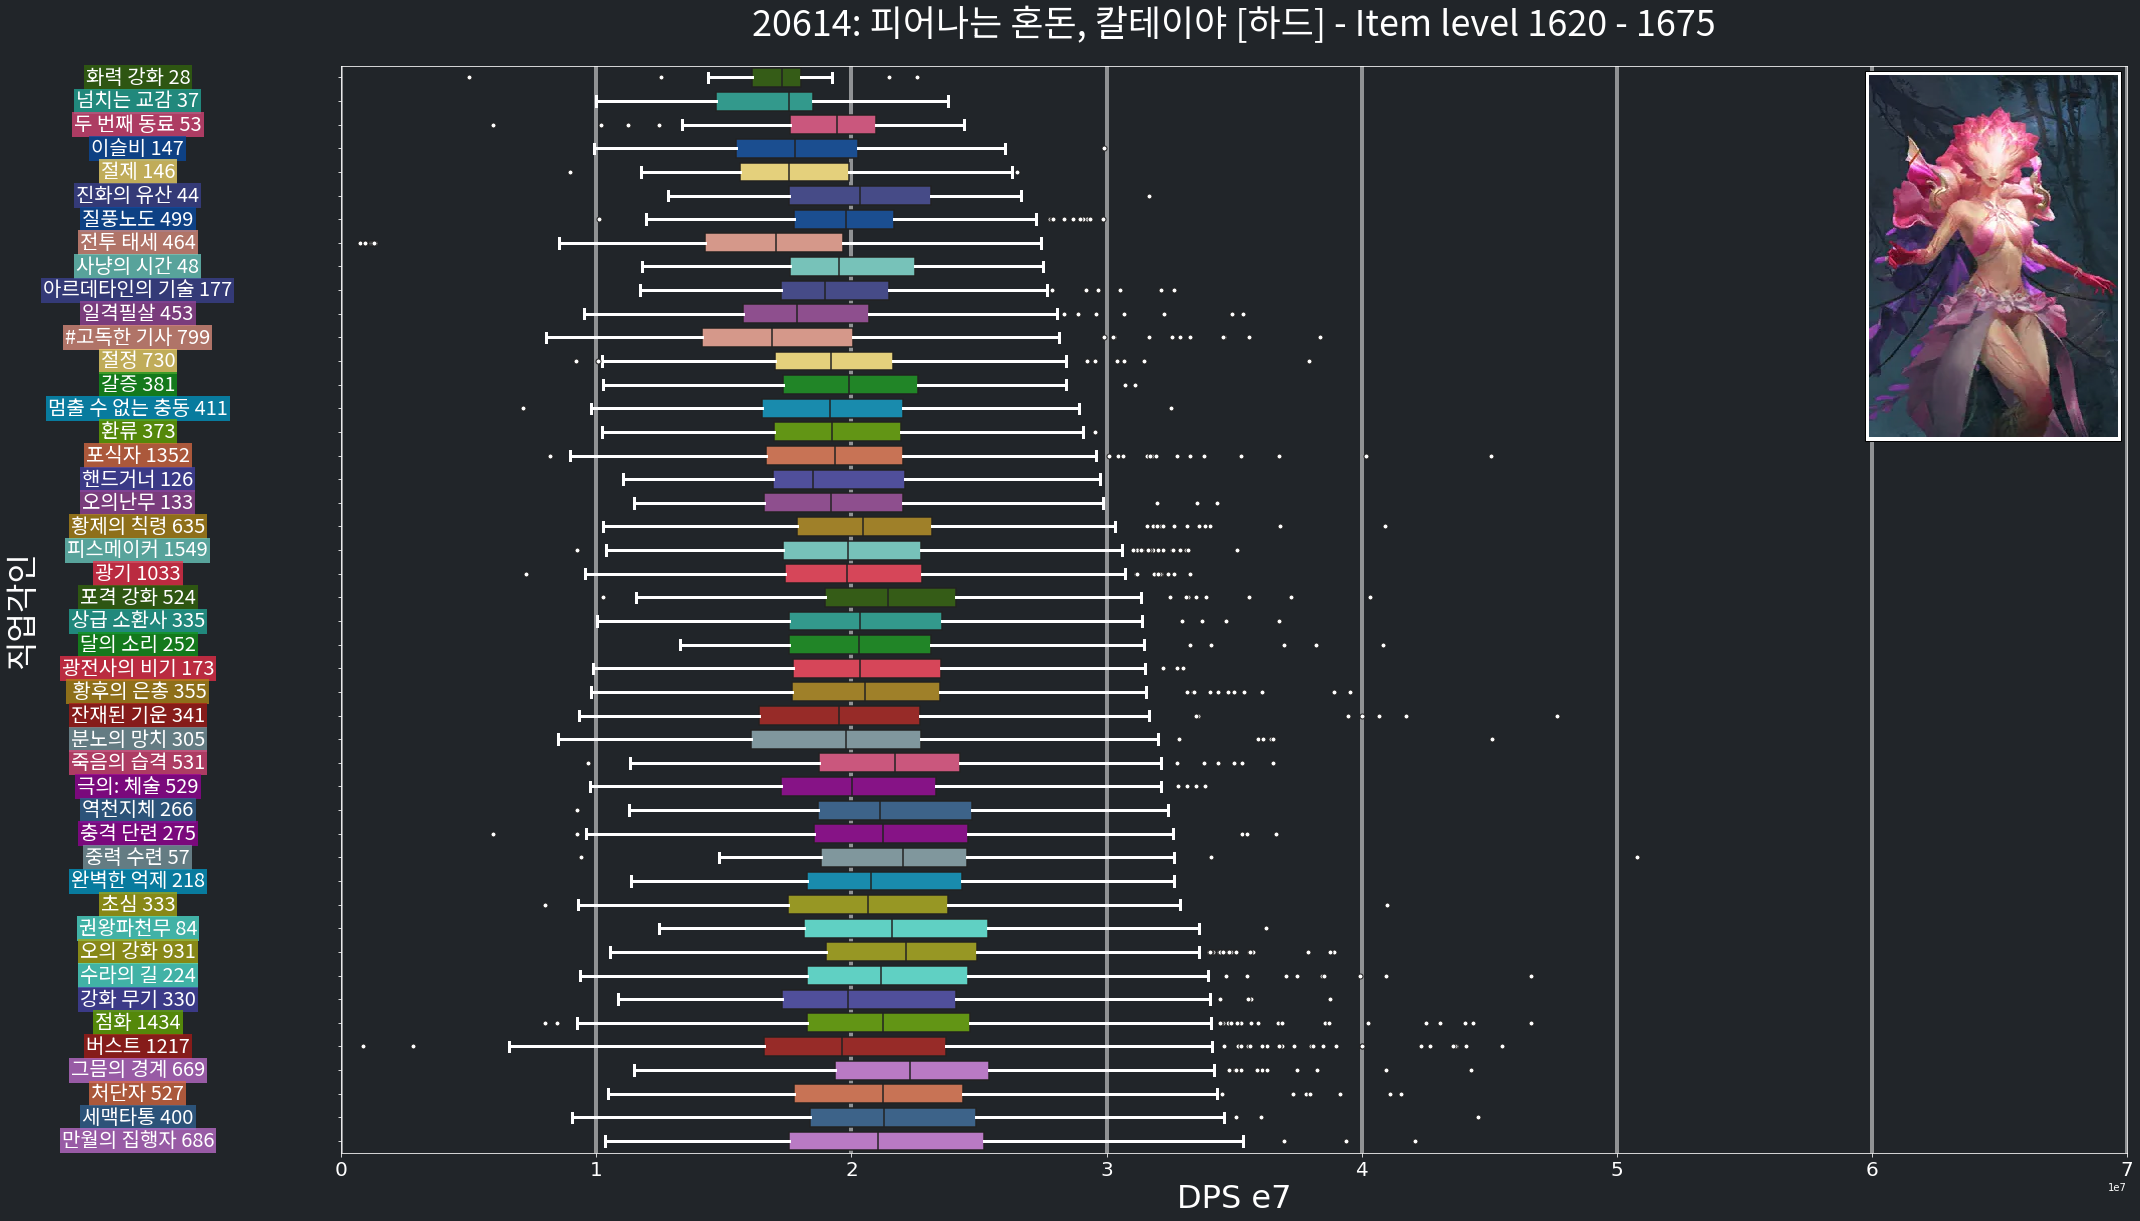 20614: 피어나는 혼돈, 칼테이야 [하드] - Item level 1620 - 1675
직업각인
화력 강화 28
넘치는 교감 37
두 번째 동료 53
이슬비 147
절제 146
진화의 유산 44
질풍노도 499
전투 태세 464
사냥의 시간 48
아르데타인의 기술 177
일격필살 453
#고독한 기사 799
절정 730
갈증 381
멈출 수 없는 충동 411
환류 373
포식자 1352
핸드거너 126
오의난무 133
황제의 칙령 635
피스메이커 1549
광기 1033
포격 강화 524
상급 소환사 335
달의 소리 252
광전사의 비기 173
황후의 은총 355
잔재된 기운 341
분노의 망치 305
죽음의 습격 531
극의: 체술 529
역천지체 266
충격 단련 275
중력 수련 57
완벽한 억제 218
초심 333
권왕파천무 84
오의 강화 931
수라의 길 224
강화 무기 330
점화 1434
버스트 1217
그믐의 경계 669
처단자 527
세맥타통 400
만월의 집행자 686
0 1 2 3 4 5 6 7
DPS e7
1e7